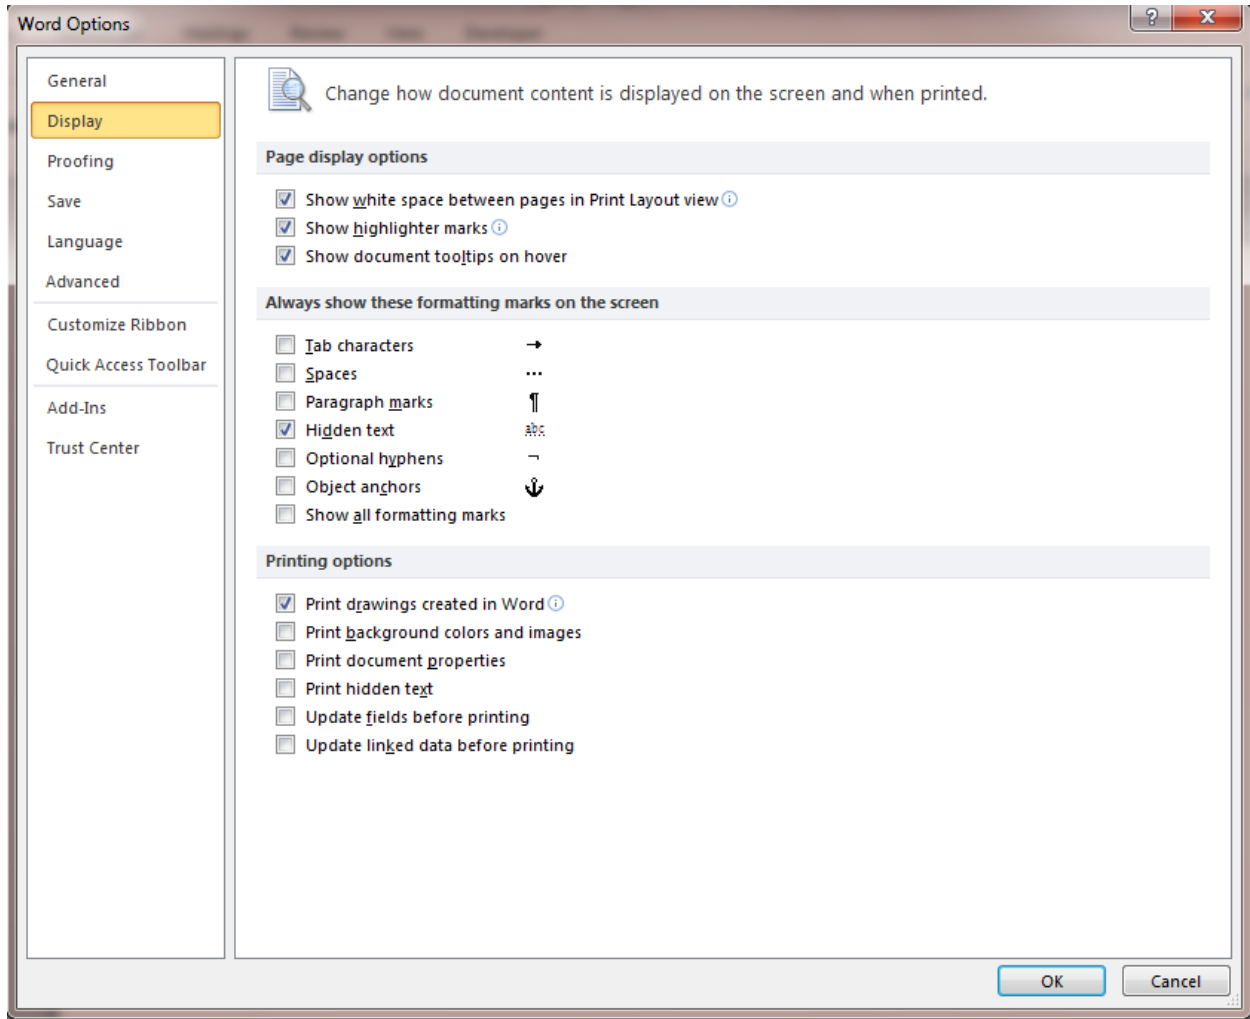 Word Options
General
Display
Proofing
Save
Language
Advanced
Customize Ribbon
Quick Access Toolbar
Add-Ins
Trust Center
Change how document content is displayed on the screen and when printed.
Page display options
Show white space between pages in Print Layout view
Show highlighter marks
Show document tooltips on hover
Always show these formatting marks on the screen
Tab characters →
Spaces ...
Paragraph marks ¶
Hidden text abc
Optional hyphens ¬
Object anchors
Show all formatting marks
Printing options
Print drawings created in Word
Print background colors and images
Print document properties
Print hidden text
Update fields before printing
Update linked data before printing
OK Cancel